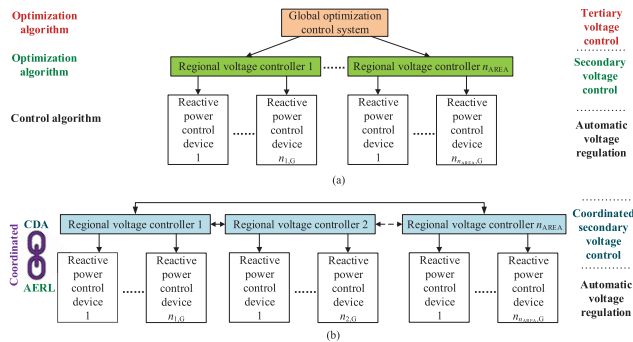 Optimization
algorithm
Global optimization
control system
Tertiary
voltage
control
Optimization
algorithm
Regional voltage controller 1
......
Regional voltage controller nAREA
Secondary
voltage
control
Control algorithm
Reactive
power
control
device
1
......
Reactive
power
control
device
n1,G
Reactive
power
control
device
1
......
Reactive
power
control
device
nnAREA,G
Automatic
voltage
regulation
(a)
Coordinated
CDA
AERL
Regional voltage controller 1
Regional voltage controller 2
Regional voltage controller nAREA
Coordinated
secondary
voltage
control
Reactive
power
control
device
1
......
Reactive
power
control
device
n1,G
Reactive
power
control
device
1
......
Reactive
power
control
device
n2,G
Reactive
power
control
device
1
......
Reactive
power
control
device
nnAREA,G
Automatic
voltage
regulation
(b)